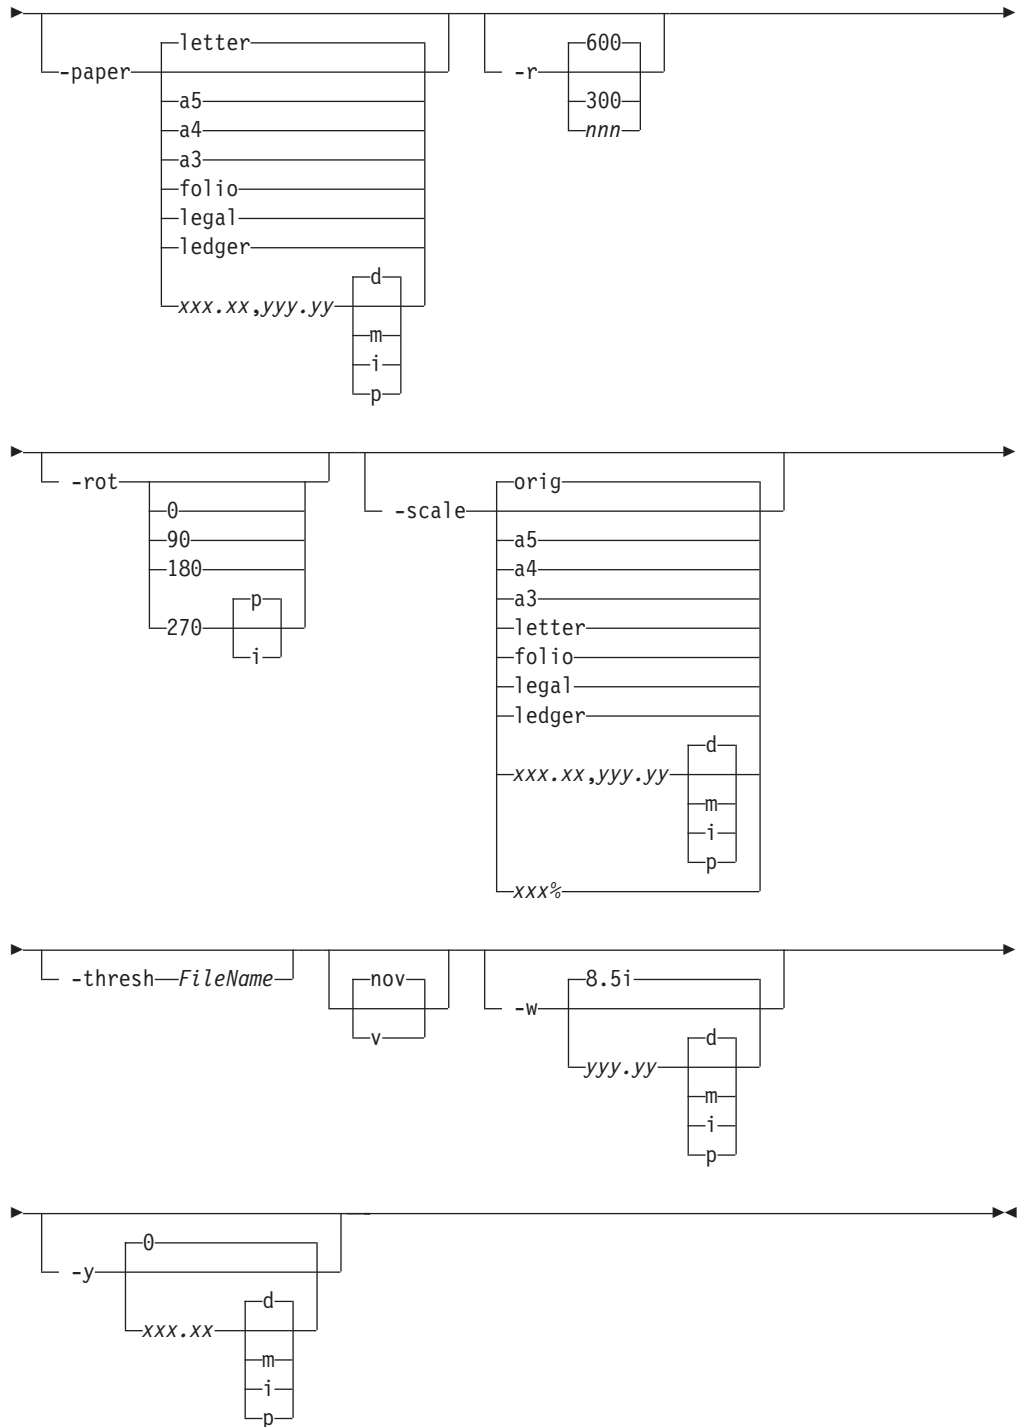 letter
-paper
a5
a4
a3
folio
legal
ledger
d
xxx.xx,yyy.yy
m
i
p
600
-r
300
nnn
-rot
0
90
180
p
270
i
orig
-scale
a5
a4
a3
letter
folio
legal
ledger
d
xxx.xx,yyy.yy
m
i
p
xxx%
-thresh FileName
nov
v
8.5i
-w
d
yyy.yy
m
i
p
0
-y
d
xxx.xx
m
i
p